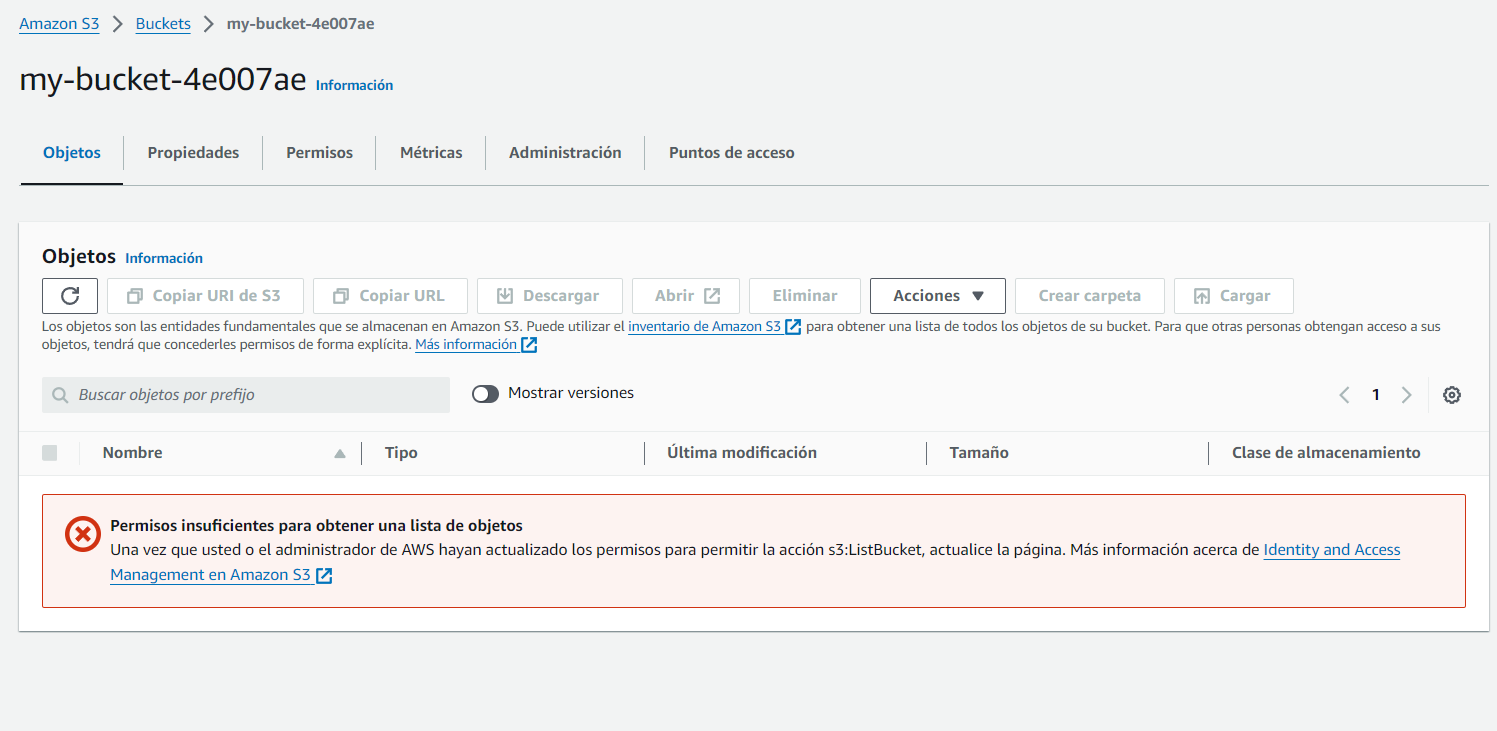 Amazon S3 > Buckets > my-bucket-4e007ae
my-bucket-4e007ae Información
Objetos Propiedades Permisos Métricas Administración Puntos de acceso
Objetos Información
Copiar URI de S3 Copiar URL Descargar Abrir Eliminar Acciones Crear carpeta Cargar
Los objetos son las entidades fundamentales que se almacenan en Amazon S3. Puede utilizar el inventario de Amazon S3 para obtener una lista de todos los objetos de su bucket. Para que otras personas obtengan acceso a sus
objetos, tendrá que concederles permisos de forma explícita. Más información
Buscar objetos por prefijo Mostrar versiones 1
Nombre Tipo Última modificación Tamaño Clase de almacenamiento
Permisos insuficientes para obtener una lista de objetos
Una vez que usted o el administrador de AWS hayan actualizado los permisos para permitir la acción s3:ListBucket, actualice la página. Más información acerca de Identity and Access
Management en Amazon S3